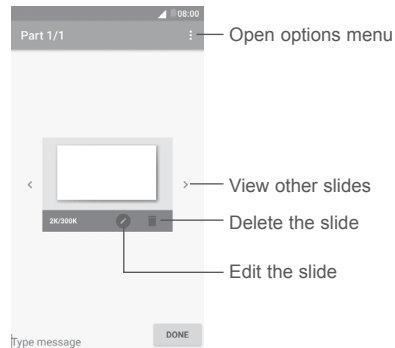 08:00
Part 1/1
Open options menu
View other slides
2K/300K
Delete the slide
Edit the slide
DONE
Type message